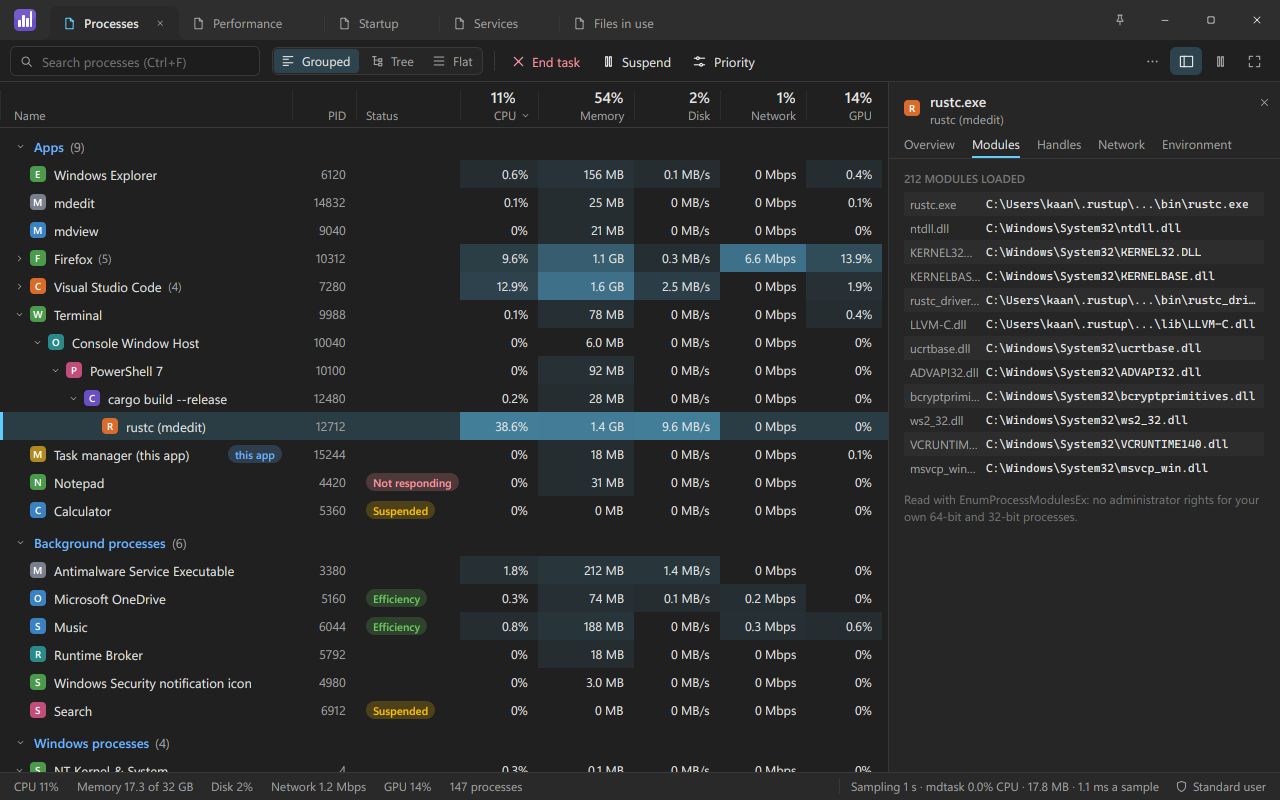 Processes
Performance
Startup
Services
Files in use
Search processes (Ctrl+F)
Grouped
Tree
Flat
End task
Suspend
Priority
11% 54% 2% 1% 14%
Name PID Status CPU Memory Disk Network GPU
Apps (9)
E Windows Explorer 6120 0.6% 156 MB 0.1 MB/s 0 Mbps 0.4%
M mdedit 14832 0.1% 25 MB 0 MB/s 0 Mbps 0.1%
M mdview 9040 0% 21 MB 0 MB/s 0 Mbps 0%
F Firefox (5) 10312 9.6% 1.1 GB 0.3 MB/s 6.6 Mbps 13.9%
C Visual Studio Code (4) 7280 12.9% 1.6 GB 2.5 MB/s 0 Mbps 1.9%
W Terminal 9988 0.1% 78 MB 0 MB/s 0 Mbps 0.4%
O Console Window Host 10040 0% 6.0 MB 0 MB/s 0 Mbps 0%
P PowerShell 7 10100 0% 92 MB 0 MB/s 0 Mbps 0%
C cargo build --release 12480 0.2% 28 MB 0 MB/s 0 Mbps 0%
R rustc (mdedit) 12712 38.6% 1.4 GB 9.6 MB/s 0 Mbps 0%
T Task manager (this app) this app 15244 0% 18 MB 0 MB/s 0 Mbps 0.1%
N Notepad 4420 Not responding 0% 31 MB 0 MB/s 0 Mbps 0%
C Calculator 5360 Suspended 0% 0 MB 0 MB/s 0 Mbps 0%
Background processes (6)
M Antimalware Service Executable 3380 1.8% 212 MB 1.4 MB/s 0 Mbps 0%
O Microsoft OneDrive 5160 Efficiency 0.3% 74 MB 0.1 MB/s 0.2 Mbps 0%
S Music 6044 Efficiency 0.8% 188 MB 0 MB/s 0.3 Mbps 0.6%
R Runtime Broker 5792 0% 18 MB 0 MB/s 0 Mbps 0%
S Windows Security notification icon 4980 0% 3.0 MB 0 MB/s 0 Mbps 0%
S Search 6912 Suspended 0% 0 MB 0 MB/s 0 Mbps 0%
Windows processes (4)
S NT Kernel & System 4 0.3% 0.1 MB 0 MB/s 0 Mbps 0%
R rustc.exe
rustc (mdedit)
Overview Modules Handles Network Environment
212 MODULES LOADED
rustc.exe C:\Users\kaan\.rustup\...\bin\rustc.exe
ntdll.dll C:\Windows\System32\ntdll.dll
KERNEL32... C:\Windows\System32\KERNEL32.DLL
KERNELBAS... C:\Windows\System32\KERNELBASE.dll
rustc_driver... C:\Users\kaan\.rustup\...\bin\rustc_dri...
LLVM-C.dll C:\Users\kaan\.rustup\...\lib\LLVM-C.dll
ucrtbase.dll C:\Windows\System32\ucrtbase.dll
ADVAPI32.dll C:\Windows\System32\ADVAPI32.dll
bcryptprimi... C:\Windows\System32\bcryptprimitives.dll
ws2_32.dll C:\Windows\System32\ws2_32.dll
VCRUNTIM... C:\Windows\System32\VCRUNTIME140.dll
msvcp_win... C:\Windows\System32\msvcp_win.dll
Read with EnumProcessModulesEx: no administrator rights for your
own 64-bit and 32-bit processes.
CPU 11% Memory 17.3 of 32 GB Disk 2% Network 1.2 Mbps GPU 14% 147 processes
Sampling 1 s · mdtask 0.0% CPU · 17.8 MB · 1.1 ms a sample Standard user